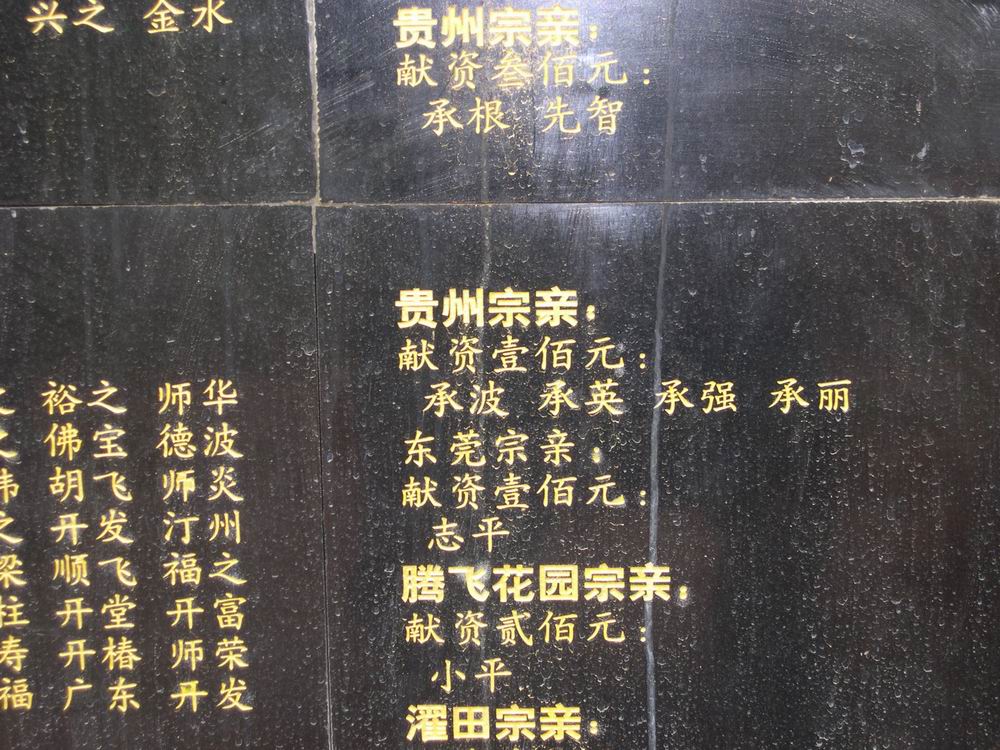 兴之 金水
裕之 师华
佛宝 德波
胡飞 师炎
开发 汀州
梁 顺飞 福之
柱 开堂 开富
寿 开椿 师荣
福 广东 开发
贵州宗亲：
献资叁佰元：
承根 先智
贵州宗亲：
献资壹佰元：
承波 承英 承强 承丽
东莞宗亲：
献资壹佰元：
志平
腾飞花园宗亲：
献资贰佰元：
小平
濯田宗亲：